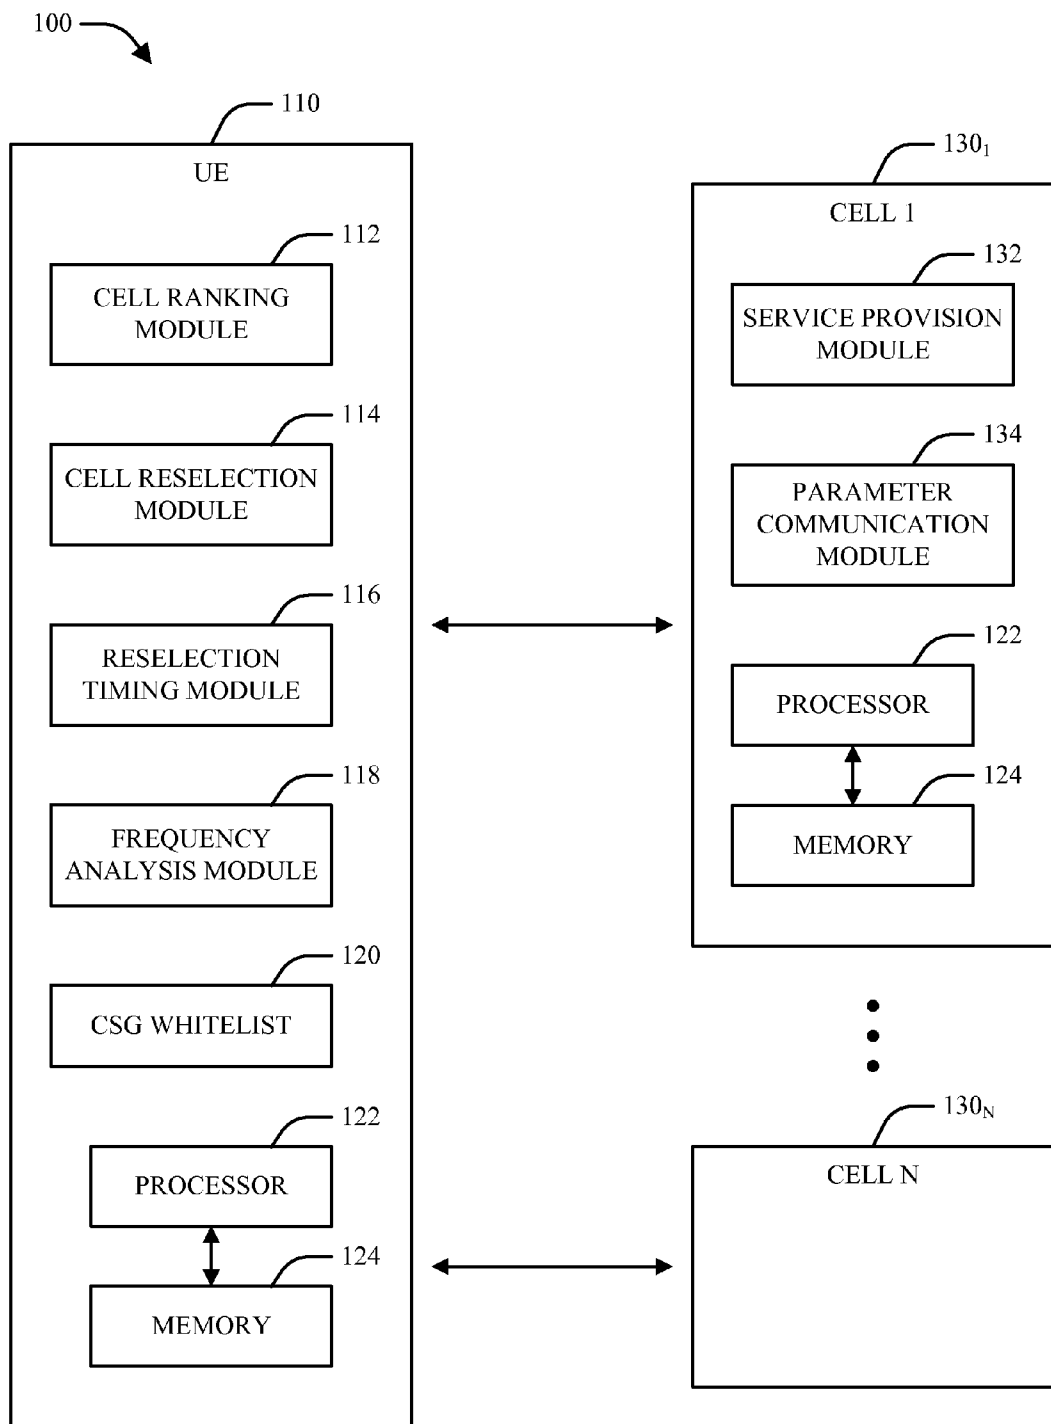 100
110
UE
112
CELL RANKING
MODULE
114
CELL RESELECTION
MODULE
116
RESELECTION
TIMING MODULE
118
FREQUENCY
ANALYSIS MODULE
120
CSG WHITELIST
122
PROCESSOR
124
MEMORY
130₁
CELL 1
132
SERVICE PROVISION
MODULE
134
PARAMETER
COMMUNICATION
MODULE
122
PROCESSOR
124
MEMORY
130N
CELL N